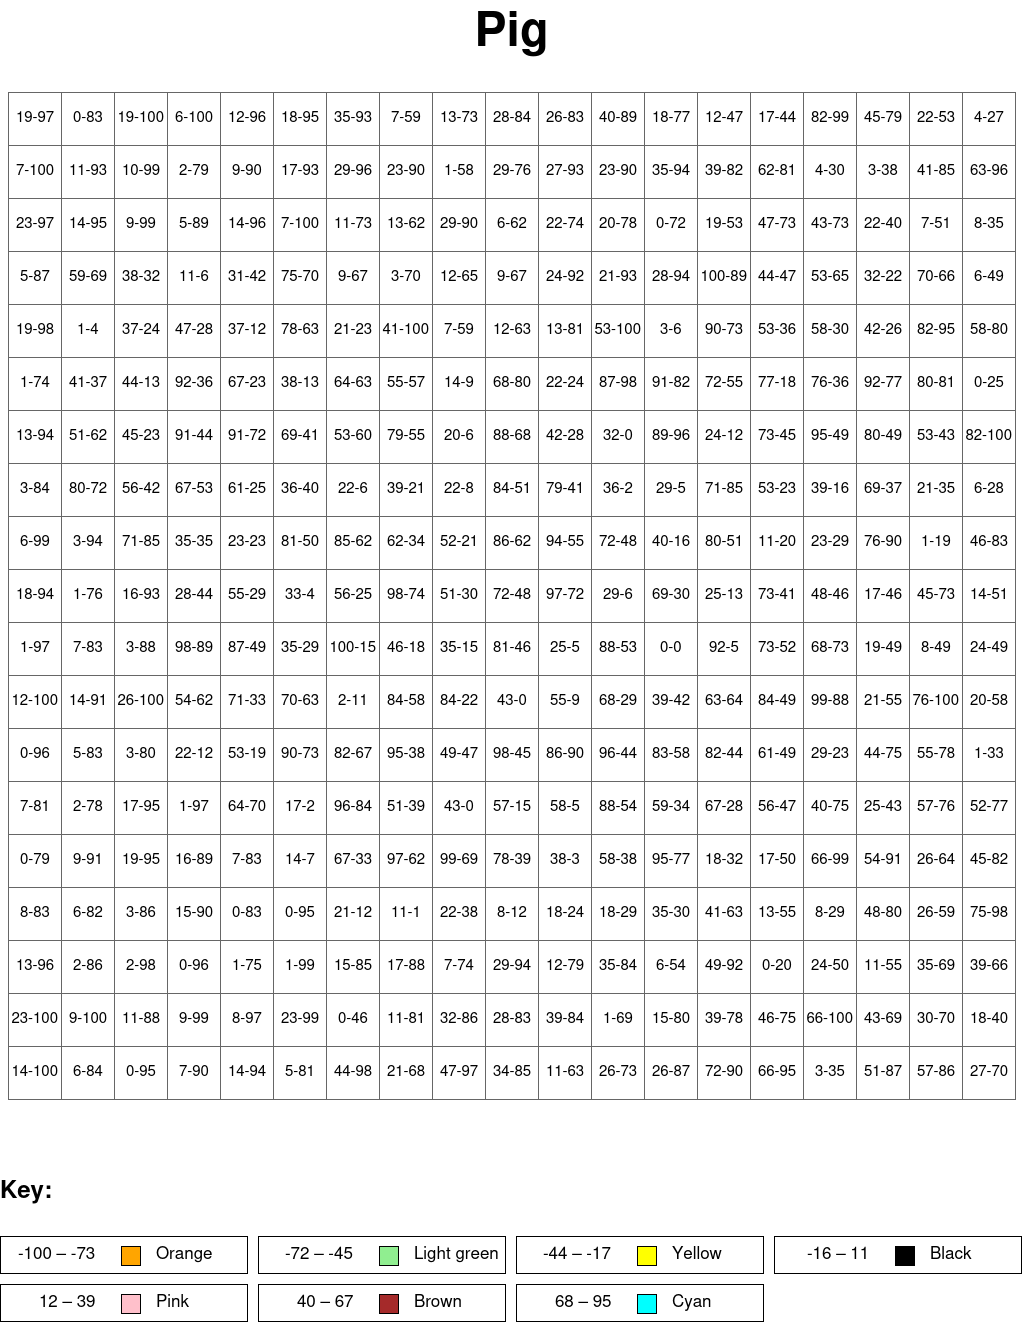 Pig
19-97 0-83 19-100 6-100 12-96 18-95 35-93 7-59 13-73 28-84 26-83 40-89 18-77 12-47 17-44 82-99 45-79 22-53 4-27
7-100 11-93 10-99 2-79 9-90 17-93 29-96 23-90 1-58 29-76 27-93 23-90 35-94 39-82 62-81 4-30 3-38 41-85 63-96
23-97 14-95 9-99 5-89 14-96 7-100 11-73 13-62 29-90 6-62 22-74 20-78 0-72 19-53 47-73 43-73 22-40 7-51 8-35
5-87 59-69 38-32 11-6 31-42 75-70 9-67 3-70 12-65 9-67 24-92 21-93 28-94 100-89 44-47 53-65 32-22 70-66 6-49
19-98 1-4 37-24 47-28 37-12 78-63 21-23 41-100 7-59 12-63 13-81 53-100 3-6 90-73 53-36 58-30 42-26 82-95 58-80
1-74 41-37 44-13 92-36 67-23 38-13 64-63 55-57 14-9 68-80 22-24 87-98 91-82 72-55 77-18 76-36 92-77 80-81 0-25
13-94 51-62 45-23 91-44 91-72 69-41 53-60 79-55 20-6 88-68 42-28 32-0 89-96 24-12 73-45 95-49 80-49 53-43 82-100
3-84 80-72 56-42 67-53 61-25 36-40 22-6 39-21 22-8 84-51 79-41 36-2 29-5 71-85 53-23 39-16 69-37 21-35 6-28
6-99 3-94 71-85 35-35 23-23 81-50 85-62 62-34 52-21 86-62 94-55 72-48 40-16 80-51 11-20 23-29 76-90 1-19 46-83
18-94 1-76 16-93 28-44 55-29 33-4 56-25 98-74 51-30 72-48 97-72 29-6 69-30 25-13 73-41 48-46 17-46 45-73 14-51
1-97 7-83 3-88 98-89 87-49 35-29 100-15 46-18 35-15 81-46 25-5 88-53 0-0 92-5 73-52 68-73 19-49 8-49 24-49
12-100 14-91 26-100 54-62 71-33 70-63 2-11 84-58 84-22 43-0 55-9 68-29 39-42 63-64 84-49 99-88 21-55 76-100 20-58
0-96 5-83 3-80 22-12 53-19 90-73 82-67 95-38 49-47 98-45 86-90 96-44 83-58 82-44 61-49 29-23 44-75 55-78 1-33
7-81 2-78 17-95 1-97 64-70 17-2 96-84 51-39 43-0 57-15 58-5 88-54 59-34 67-28 56-47 40-75 25-43 57-76 52-77
0-79 9-91 19-95 16-89 7-83 14-7 67-33 97-62 99-69 78-39 38-3 58-38 95-77 18-32 17-50 66-99 54-91 26-64 45-82
8-83 6-82 3-86 15-90 0-83 0-95 21-12 11-1 22-38 8-12 18-24 18-29 35-30 41-63 13-55 8-29 48-80 26-59 75-98
13-96 2-86 2-98 0-96 1-75 1-99 15-85 17-88 7-74 29-94 12-79 35-84 6-54 49-92 0-20 24-50 11-55 35-69 39-66
23-100 9-100 11-88 9-99 8-97 23-99 0-46 11-81 32-86 28-83 39-84 1-69 15-80 39-78 46-75 66-100 43-69 30-70 18-40
14-100 6-84 0-95 7-90 14-94 5-81 44-98 21-68 47-97 34-85 11-63 26-73 26-87 72-90 66-95 3-35 51-87 57-86 27-70
Key:
-100 – -73 Orange -72 – -45 Light green -44 – -17 Yellow -16 – 11 Black
12 – 39 Pink 40 – 67 Brown 68 – 95 Cyan